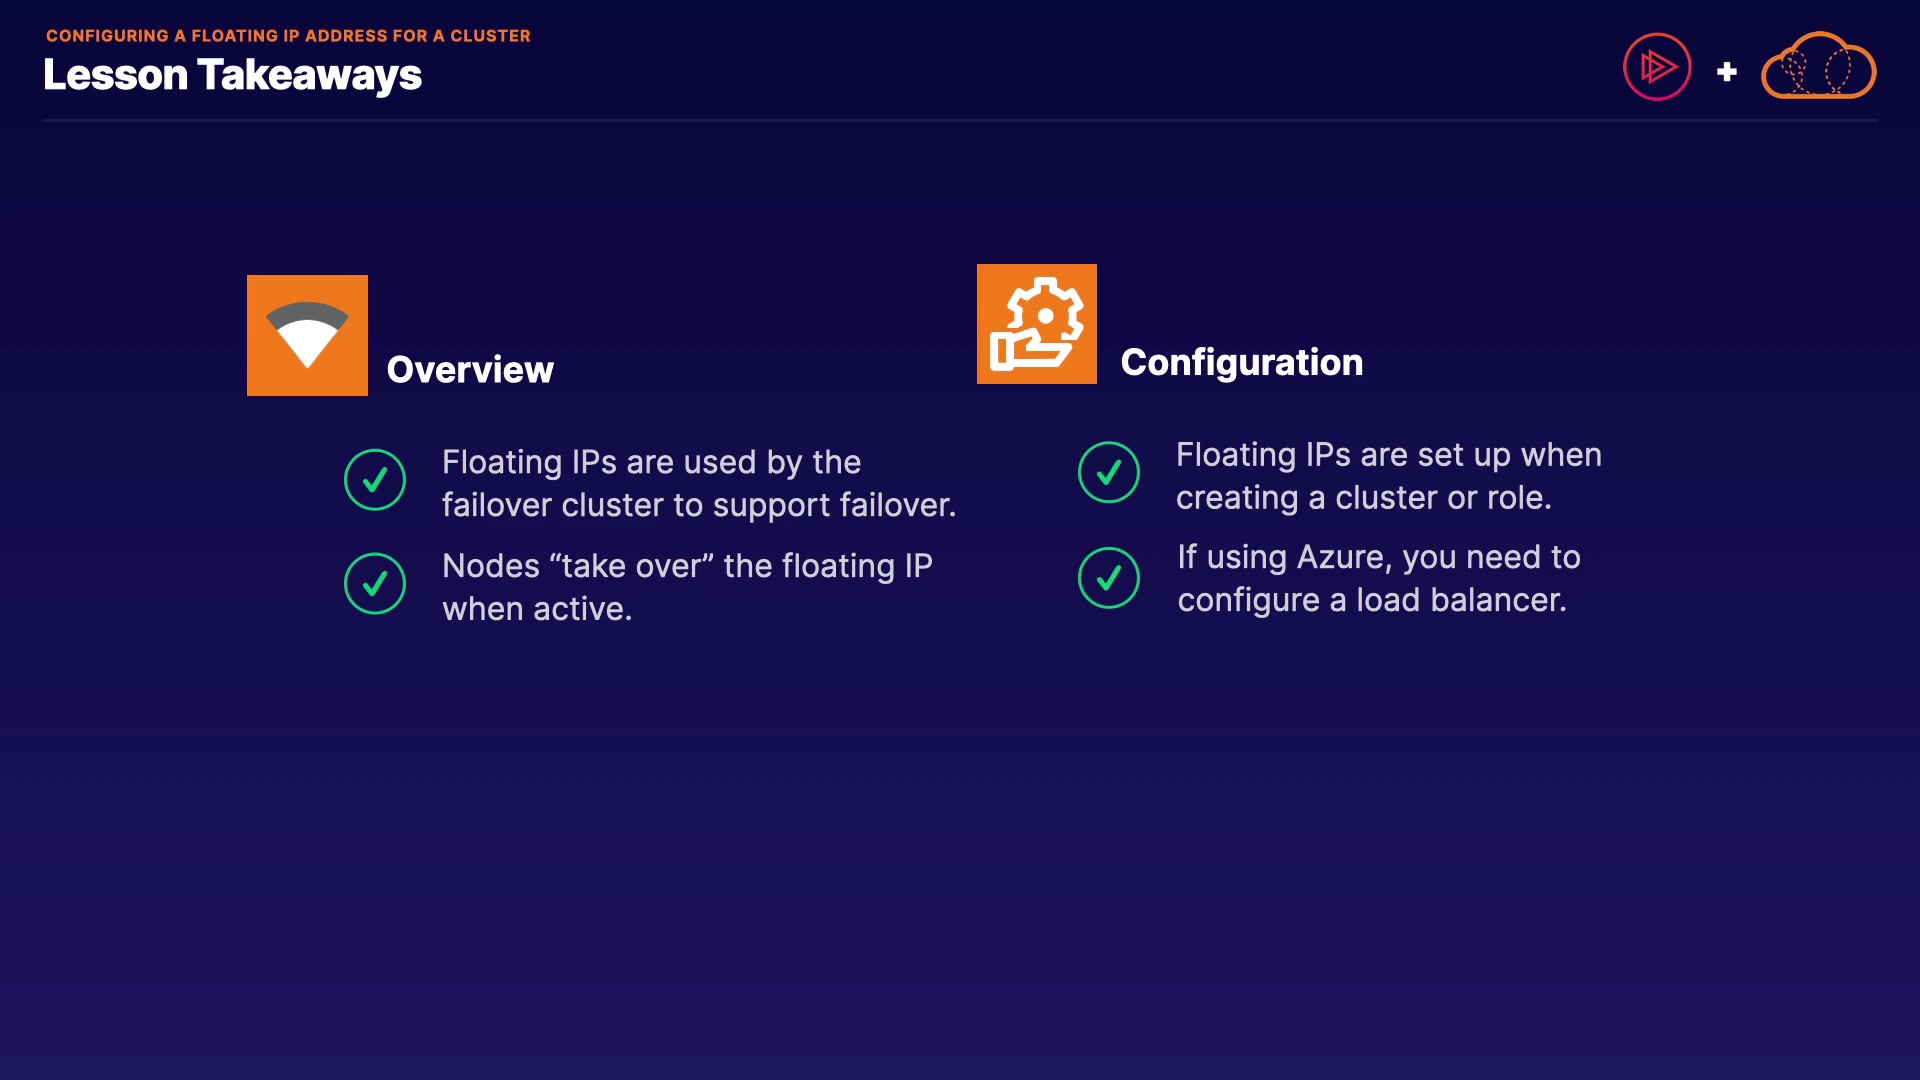 CONFIGURING A FLOATING IP ADDRESS FOR A CLUSTER
Lesson Takeaways
Overview
Floating IPs are used by the
failover cluster to support failover.
Nodes “take over” the floating IP
when active.
Configuration
Floating IPs are set up when
creating a cluster or role.
If using Azure, you need to
configure a load balancer.